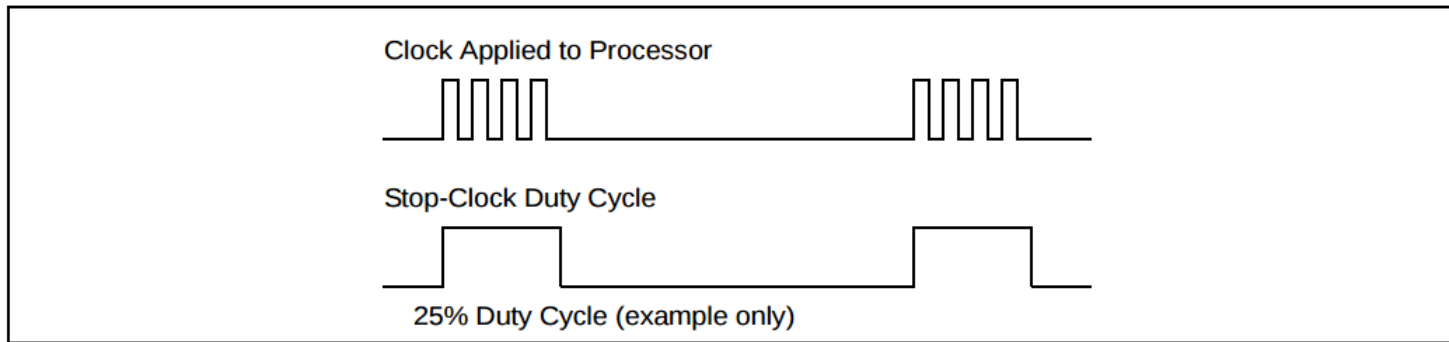 Clock Applied to Processor
Stop-Clock Duty Cycle
25% Duty Cycle (example only)